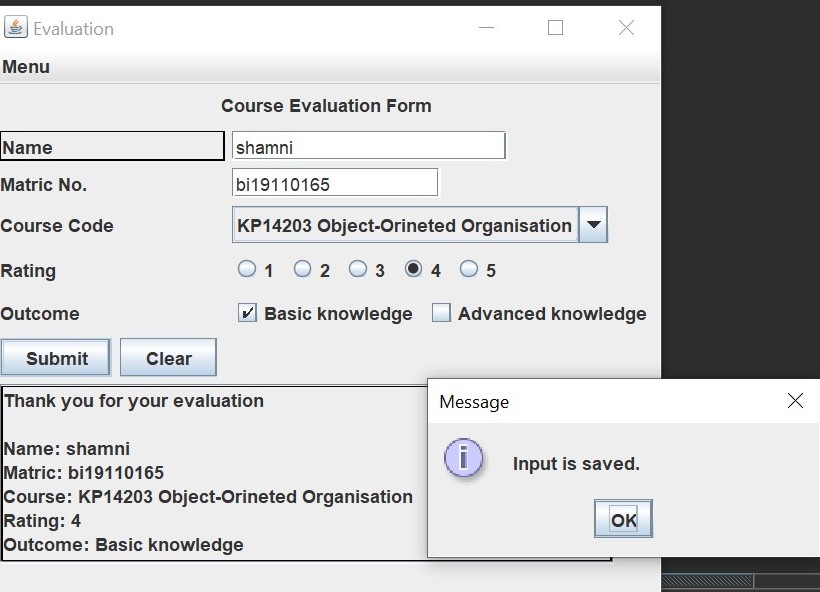 Evaluation
Menu
Course Evaluation Form
Name shamni
Matric No. bi19110165
Course Code KP14203 Object-Orineted Organisation
Rating 1 2 3 4 5
Outcome Basic knowledge Advanced knowledge
Submit Clear
Thank you for your evaluation
Name: shamni
Matric: bi19110165
Course: KP14203 Object-Orineted Organisation
Rating: 4
Outcome: Basic knowledge
Message
Input is saved.
OK